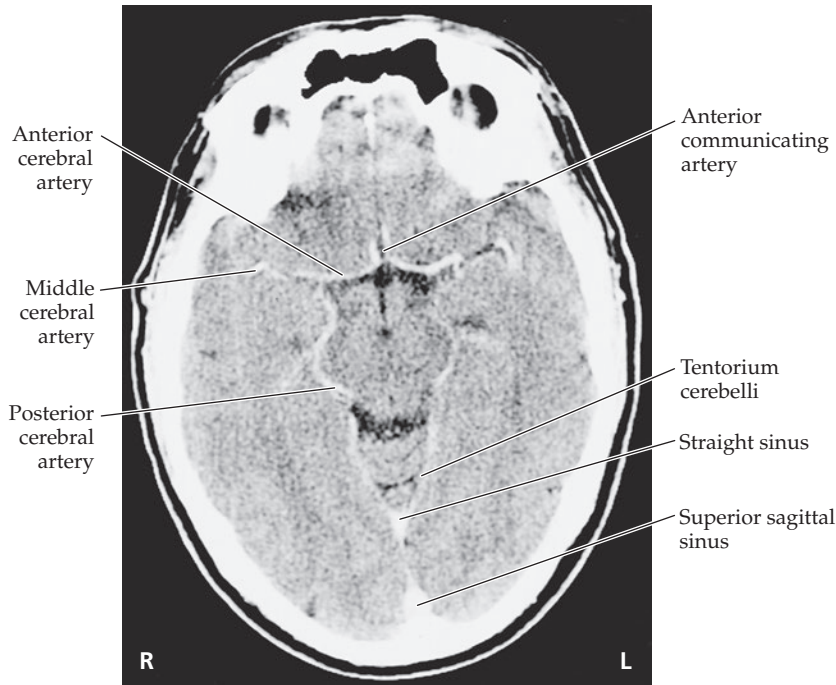 Anterior
cerebral
artery
Middle
cerebral
artery
Posterior
cerebral
artery
Anterior
communicating
artery
Tentorium
cerebelli
Straight sinus
Superior sagittal
sinus
R
L